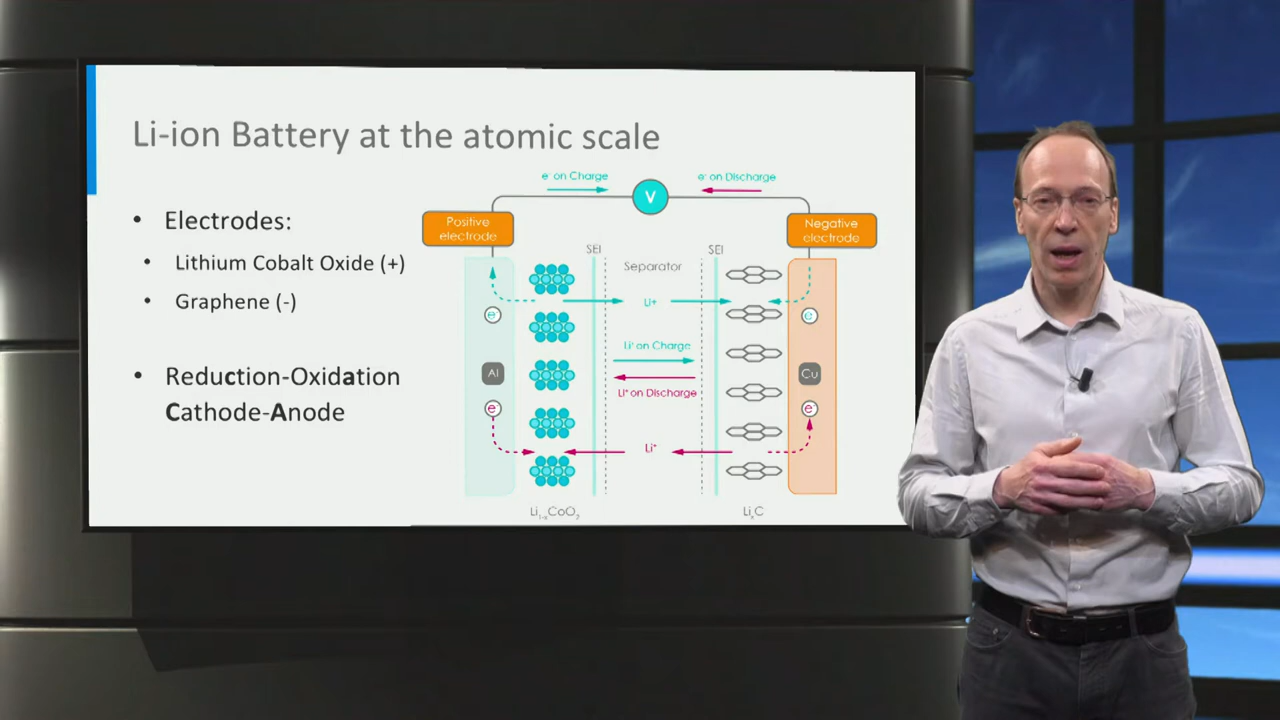 Li-ion Battery at the atomic scale
• Electrodes:
• Lithium Cobalt Oxide (+)
• Graphene (-)
• Reduction-Oxidation
Cathode-Anode
e⁻ on Charge
e⁻ on Discharge
V
Positive
electrode
Negative
electrode
SEI
Separator
SEI
Li+
e⁻
e⁻
Li⁺ on Charge
Al
Cu
Li⁺ on Discharge
e⁻
e⁻
Li⁺
Li₁₋ₓCoO₂
LiₓC